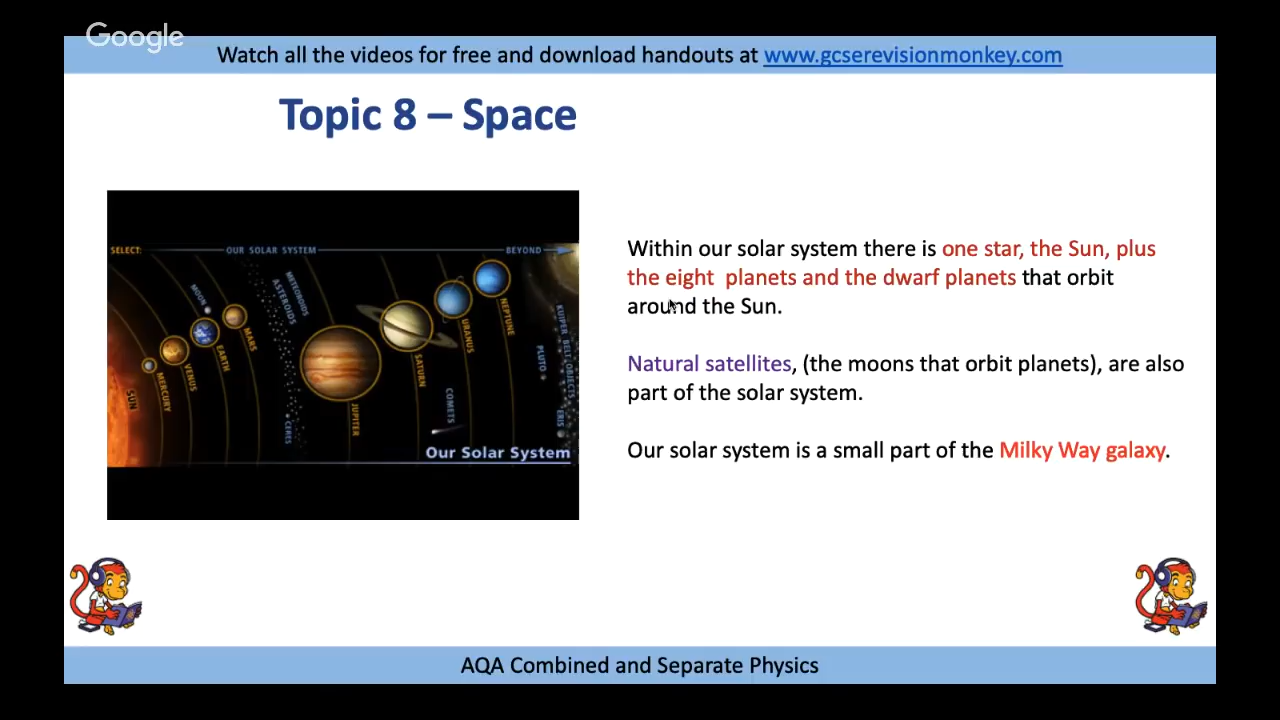 Google
Watch all the videos for free and download handouts at www.gcserevisionmonkey.com
Topic 8 – Space
SELECT:
OUR SOLAR SYSTEM
BEYOND
SUN
MERCURY
VENUS
MOON
EARTH
MARS
METEOROIDS
ASTEROIDS
CERES
JUPITER
SATURN
COMETS
URANUS
NEPTUNE
PLUTO
KUIPER BELT OBJECTS
ERIS
Our Solar System
Within our solar system there is one star, the Sun, plus
the eight planets and the dwarf planets that orbit
around the Sun.
Natural satellites, (the moons that orbit planets), are also
part of the solar system.
Our solar system is a small part of the Milky Way galaxy.
AQA Combined and Separate Physics